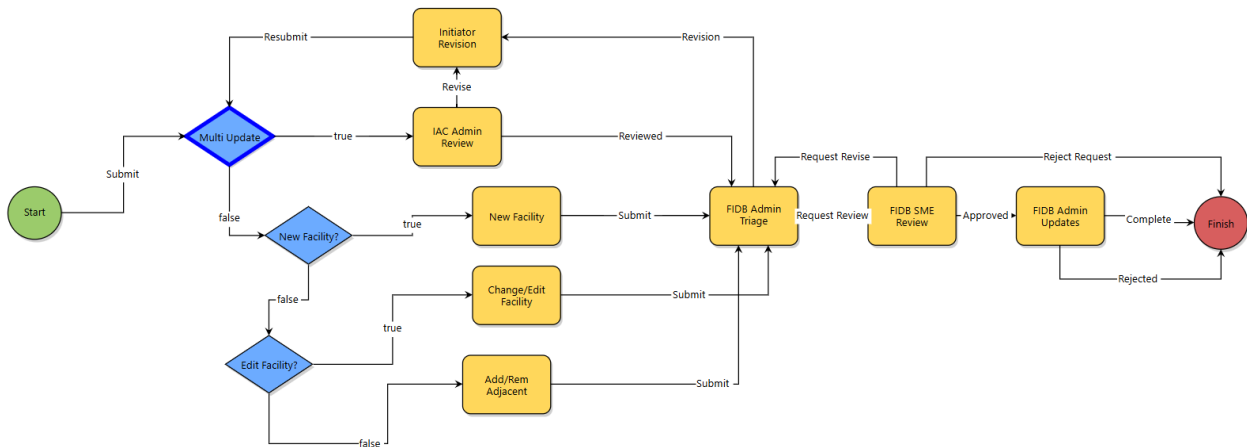 Resubmit
Initiator
Revision
Revision
Revise
Multi Update
true
IAC Admin
Review
Reviewed
Request Revise
Reject Request
Submit
Start
false
New Facility?
true
New Facility
Submit
FIDB Admin
Triage
Request Review
FIDB SME
Review
Approved
FIDB Admin
Updates
Complete
Finish
Rejected
false
Change/Edit
Facility
Submit
true
Edit Facility?
Add/Rem
Adjacent
Submit
false